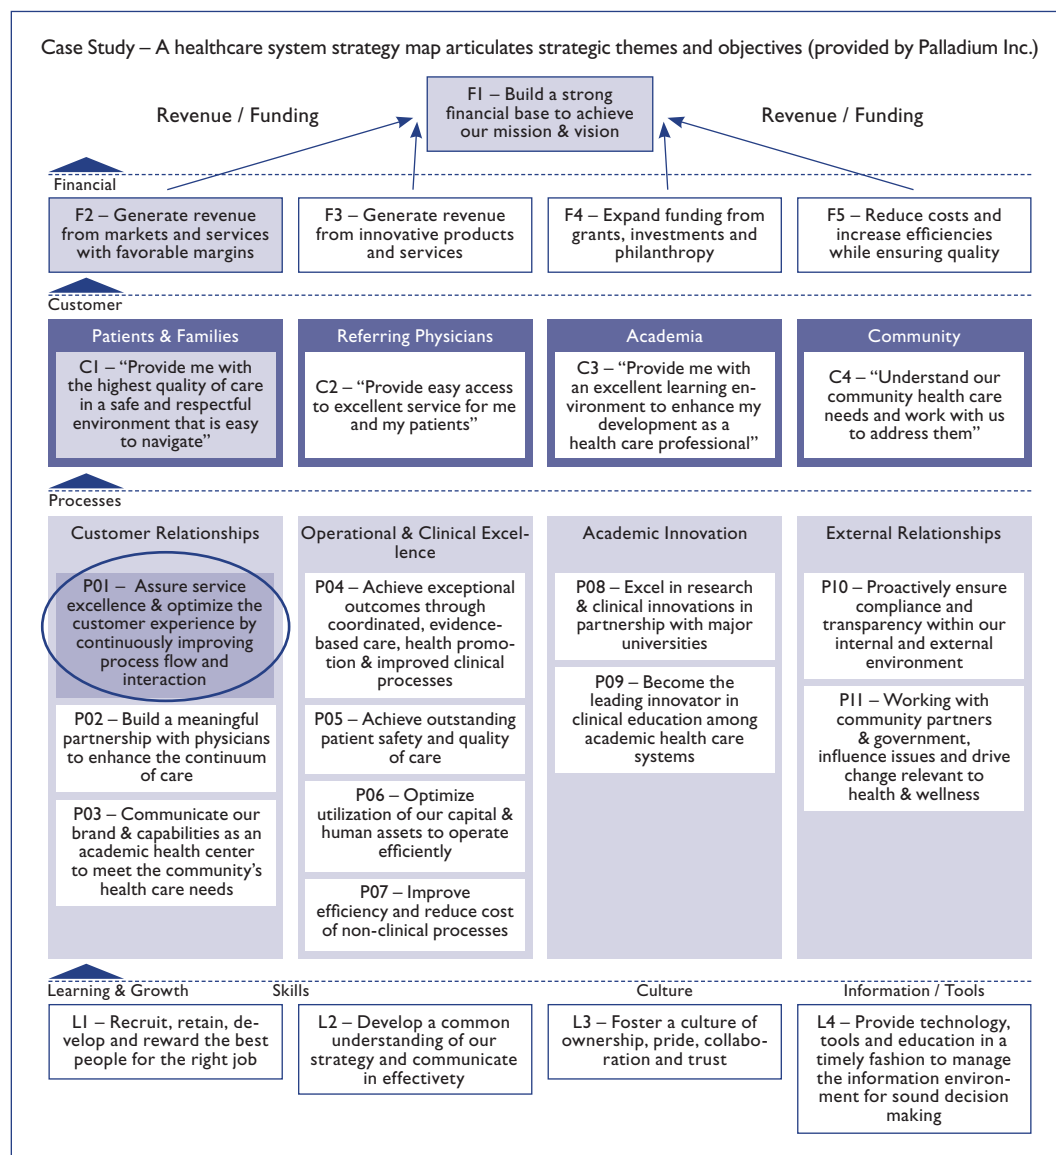 Case Study – A healthcare system strategy map articulates strategic themes and objectives (provided by Palladium Inc.)
F1 – Build a strong
financial base to achieve
our mission & vision
Revenue / Funding
Revenue / Funding
Financial
F2 – Generate revenue
from markets and services
with favorable margins
F3 – Generate revenue
from innovative products
and services
F4 – Expand funding from
grants, investments and
philanthropy
F5 – Reduce costs and
increase efficiencies
while ensuring quality
Customer
Patients & Families
C1 – “Provide me with
the highest quality of care
in a safe and respectful
environment that is easy
to navigate”
Referring Physicians
C2 – “Provide easy access
to excellent service for me
and my patients”
Academia
C3 – “Provide me with
an excellent learning en-
vironment to enhance my
development as a
health care professional”
Community
C4 – “Understand our
community health care
needs and work with us
to address them”
Processes
Customer Relationships
P01 – Assure service
excellence & optimize the
customer experience by
continuously improving
process flow and
interaction
P02 – Build a meaningful
partnership with physicians
to enhance the continuum
of care
P03 – Communicate our
brand & capabilities as an
academic health center
to meet the community’s
health care needs
Operational & Clinical Excel-
lence
P04 – Achieve exceptional
outcomes through
coordinated, evidence-
based care, health promo-
tion & improved clinical
processes
P05 – Achieve outstanding
patient safety and quality
of care
P06 – Optimize
utilization of our capital &
human assets to operate
efficiently
P07 – Improve
efficiency and reduce cost
of non-clinical processes
Academic Innovation
P08 – Excel in research
& clinical innovations in
partnership with major
universities
P09 – Become the
leading innovator in
clinical education among
academic health care
systems
External Relationships
P10 – Proactively ensure
compliance and
transparency within our
internal and external
environment
P11 – Working with
community partners
& government,
influence issues and drive
change relevant to
health & wellness
Learning & Growth
Skills
Culture
Information / Tools
L1 – Recruit, retain, de-
velop and reward the best
people for the right job
L2 – Develop a common
understanding of our
strategy and communicate
in effectivety
L3 – Foster a culture of
ownership, pride, collabo-
ration and trust
L4 – Provide technology,
tools and education in a
timely fashion to manage
the information environ-
ment for sound decision
making